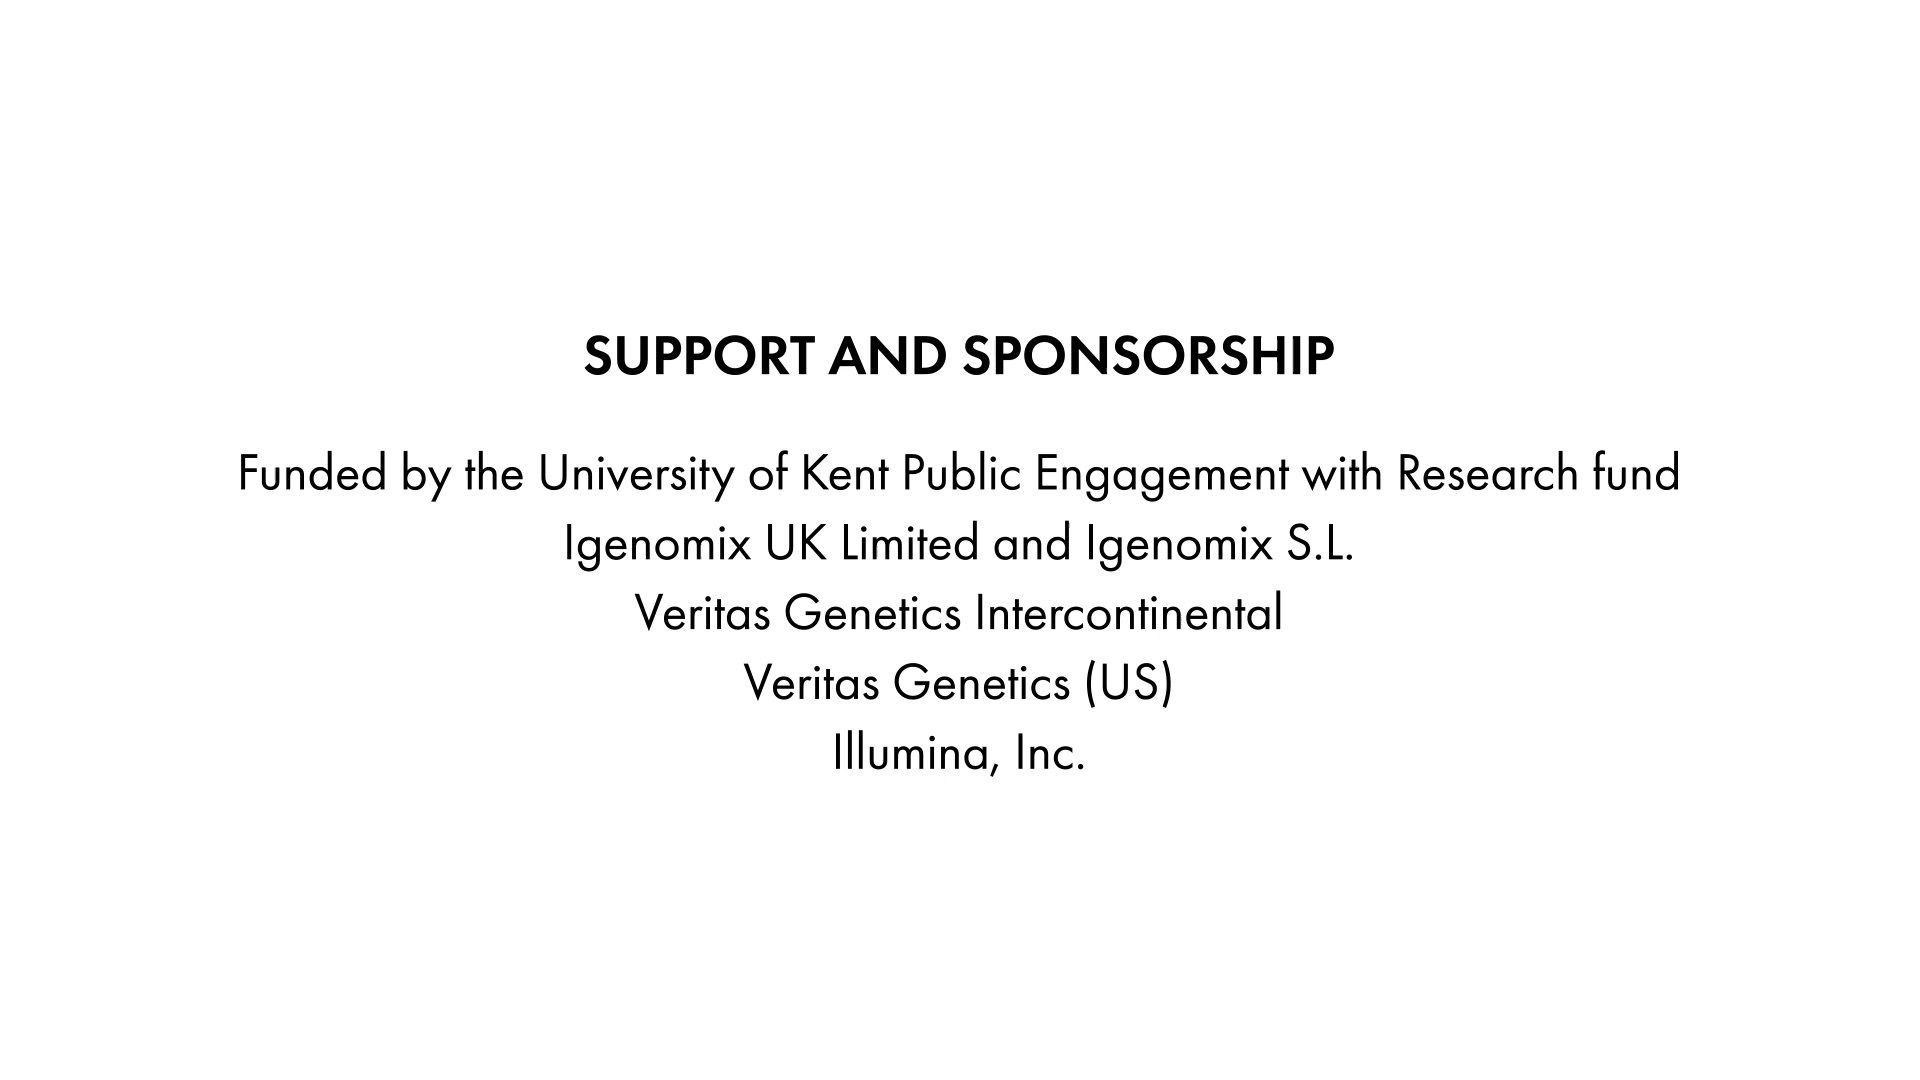 SUPPORT AND SPONSORSHIP
Funded by the University of Kent Public Engagement with Research fund
Igenomix UK Limited and Igenomix S.L.
Veritas Genetics Intercontinental
Veritas Genetics (US)
Illumina, Inc.